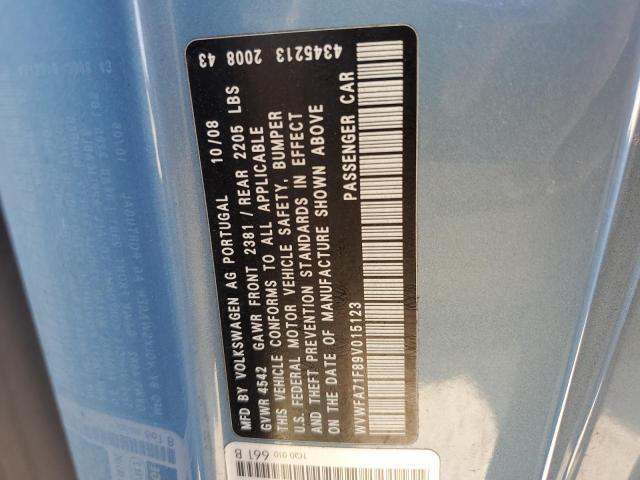 4345213 2008 43
MFD BY VOLKSWAGEN AG PORTUGAL 10/08
GVWR 4542 GAWR FRONT 2381 / REAR 2205 LBS
THIS VEHICLE CONFORMS TO ALL APPLICABLE
U.S. FEDERAL MOTOR VEHICLE SAFETY, BUMPER
AND THEFT PREVENTION STANDARDS IN EFFECT
ON THE DATE OF MANUFACTURE SHOWN ABOVE
PASSENGER CAR
WVWFA71F89V015123
1Q0 010
661 B